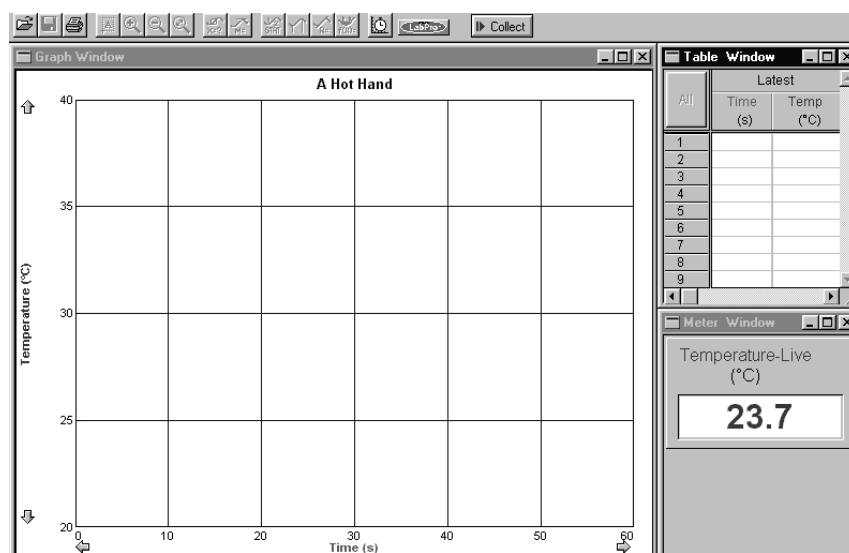 X=? M= STAT R= f(x)= LabPro Collect
Graph Window
A Hot Hand
40
35
30
25
20
Temperature (°C)
0 10 20 30 40 50 60
Time (s)
Table Window
All
Latest
Time Temp
(s) (°C)
1
2
3
4
5
6
7
8
9
Meter Window
Temperature-Live
(°C)
23.7